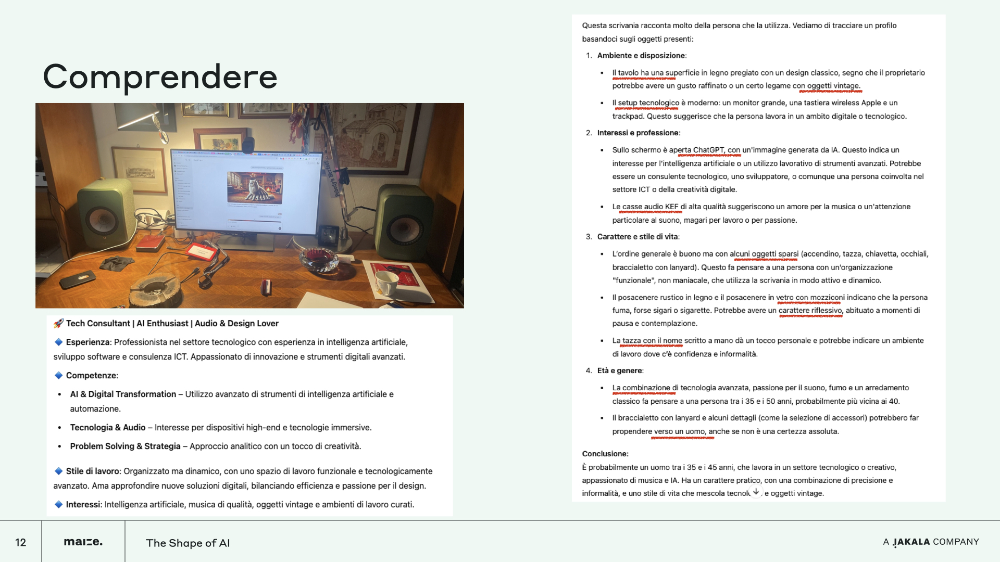 Comprendere
🚀 Tech Consultant | AI Enthusiast | Audio & Design Lover
🔷 Esperienza: Professionista nel settore tecnologico con esperienza in intelligenza artificiale,
sviluppo software e consulenza ICT. Appassionato di innovazione e strumenti digitali avanzati.
🔷 Competenze:
• AI & Digital Transformation – Utilizzo avanzato di strumenti di intelligenza artificiale e
automazione.
• Tecnologia & Audio – Interesse per dispositivi high-end e tecnologie immersive.
• Problem Solving & Strategia – Approccio analitico con un tocco di creatività.
🔷 Stile di lavoro: Organizzato ma dinamico, con uno spazio di lavoro funzionale e tecnologicamente
avanzato. Ama approfondire nuove soluzioni digitali, bilanciando efficienza e passione per il design.
🔷 Interessi: Intelligenza artificiale, musica di qualità, oggetti vintage e ambienti di lavoro curati.
Questa scrivania racconta molto della persona che la utilizza. Vediamo di tracciare un profilo
basandoci sugli oggetti presenti:
1. Ambiente e disposizione:
• Il tavolo ha una superficie in legno pregiato con un design classico, segno che il proprietario
potrebbe avere un gusto raffinato o un certo legame con oggetti vintage.
• Il setup tecnologico è moderno: un monitor grande, una tastiera wireless Apple e un
trackpad. Questo suggerisce che la persona lavora in un ambito digitale o tecnologico.
2. Interessi e professione:
• Sullo schermo è aperta ChatGPT, con un'immagine generata da IA. Questo indica un
interesse per l'intelligenza artificiale o un utilizzo lavorativo di strumenti avanzati. Potrebbe
essere un consulente tecnologico, uno sviluppatore, o comunque una persona coinvolta nel
settore ICT o della creatività digitale.
• Le casse audio KEF di alta qualità suggeriscono un amore per la musica o un'attenzione
particolare al suono, magari per lavoro o per passione.
3. Carattere e stile di vita:
• L'ordine generale è buono ma con alcuni oggetti sparsi (accendino, tazza, chiavetta, occhiali,
braccialetto con lanyard). Questo fa pensare a una persona con un'organizzazione
"funzionale", non maniacale, che utilizza la scrivania in modo attivo e dinamico.
• Il posacenere rustico in legno e il posacenere in vetro con mozziconi indicano che la persona
fuma, forse sigari o sigarette. Potrebbe avere un carattere riflessivo, abituato a momenti di
pausa e contemplazione.
• La tazza con il nome scritto a mano dà un tocco personale e potrebbe indicare un ambiente
di lavoro dove c'è confidenza e informalità.
4. Età e genere:
• La combinazione di tecnologia avanzata, passione per il suono, fumo e un arredamento
classico fa pensare a una persona tra i 35 e i 50 anni, probabilmente più vicina ai 40.
• Il braccialetto con lanyard e alcuni dettagli (come la selezione di accessori) potrebbero far
propendere verso un uomo, anche se non è una certezza assoluta.
Conclusione:
È probabilmente un uomo tra i 35 e i 45 anni, che lavora in un settore tecnologico o creativo,
appassionato di musica e IA. Ha un carattere pratico, con una combinazione di precisione e
informalità, e uno stile di vita che mescola e oggetti vintage.
12
maize.
The Shape of AI
A JAKALA COMPANY